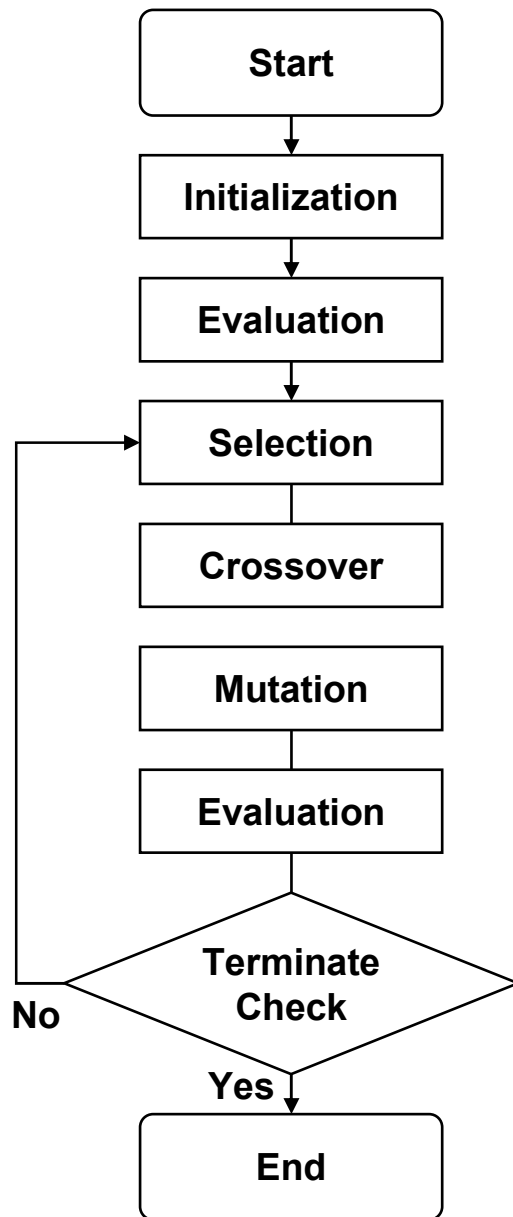 Start
Initialization
Evaluation
Selection
Crossover
Mutation
Evaluation
Terminate
Check
No
Yes
End